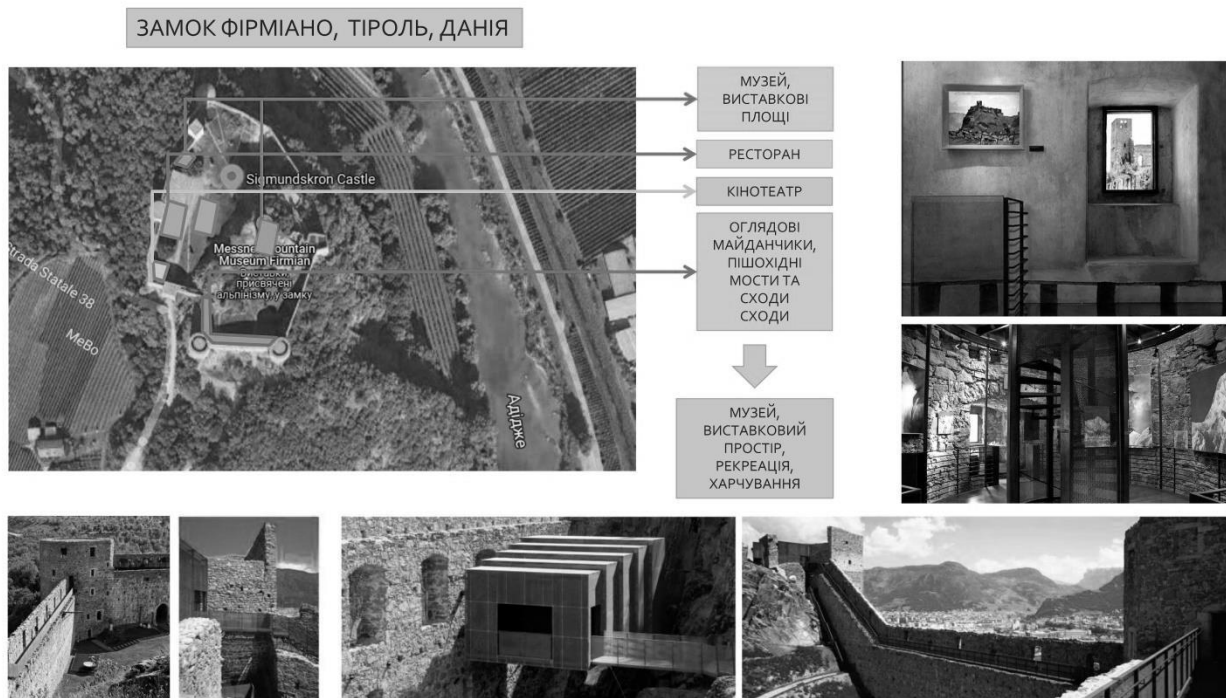 ЗАМОК ФІРМІАНО, ТІРОЛЬ, ДАНІЯ
Sigmundskron Castle
Messner Mountain
Museum Firmian
Виставки,
присвячені
альпінізму, у замку
Strada Statale 38
MeBo
Адідже
МУЗЕЙ,
ВИСТАВКОВІ
ПЛОЩІ
РЕСТОРАН
КІНОТЕАТР
ОГЛЯДОВІ
МАЙДАНЧИКИ,
ПІШОХІДНІ
МОСТИ ТА
СХОДИ
СХОДИ
МУЗЕЙ,
ВИСТАВКОВИЙ
ПРОСТІР,
РЕКРЕАЦІЯ,
ХАРЧУВАННЯ